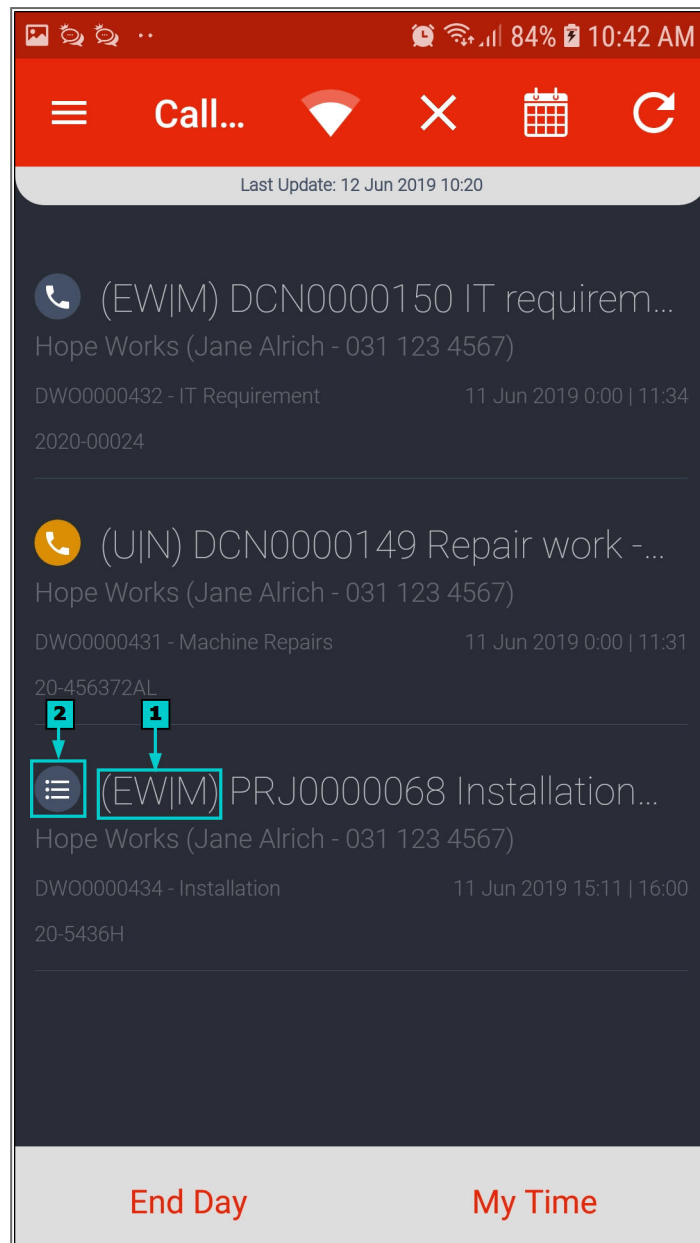 84% 10:42 AM
Call...
Last Update: 12 Jun 2019 10:20
(EW|M) DCN0000150 IT requirem...
Hope Works (Jane Alrich - 031 123 4567)
DWO0000432 - IT Requirement 11 Jun 2019 0:00 | 11:34
2020-00024
(U|N) DCN0000149 Repair work -...
Hope Works (Jane Alrich - 031 123 4567)
DWO0000431 - Machine Repairs 11 Jun 2019 0:00 | 11:31
20-456372AL
2 1
(EW|M) PRJ0000068 Installation...
Hope Works (Jane Alrich - 031 123 4567)
DWO0000434 - Installation 11 Jun 2019 15:11 | 16:00
20-5436H
End Day My Time